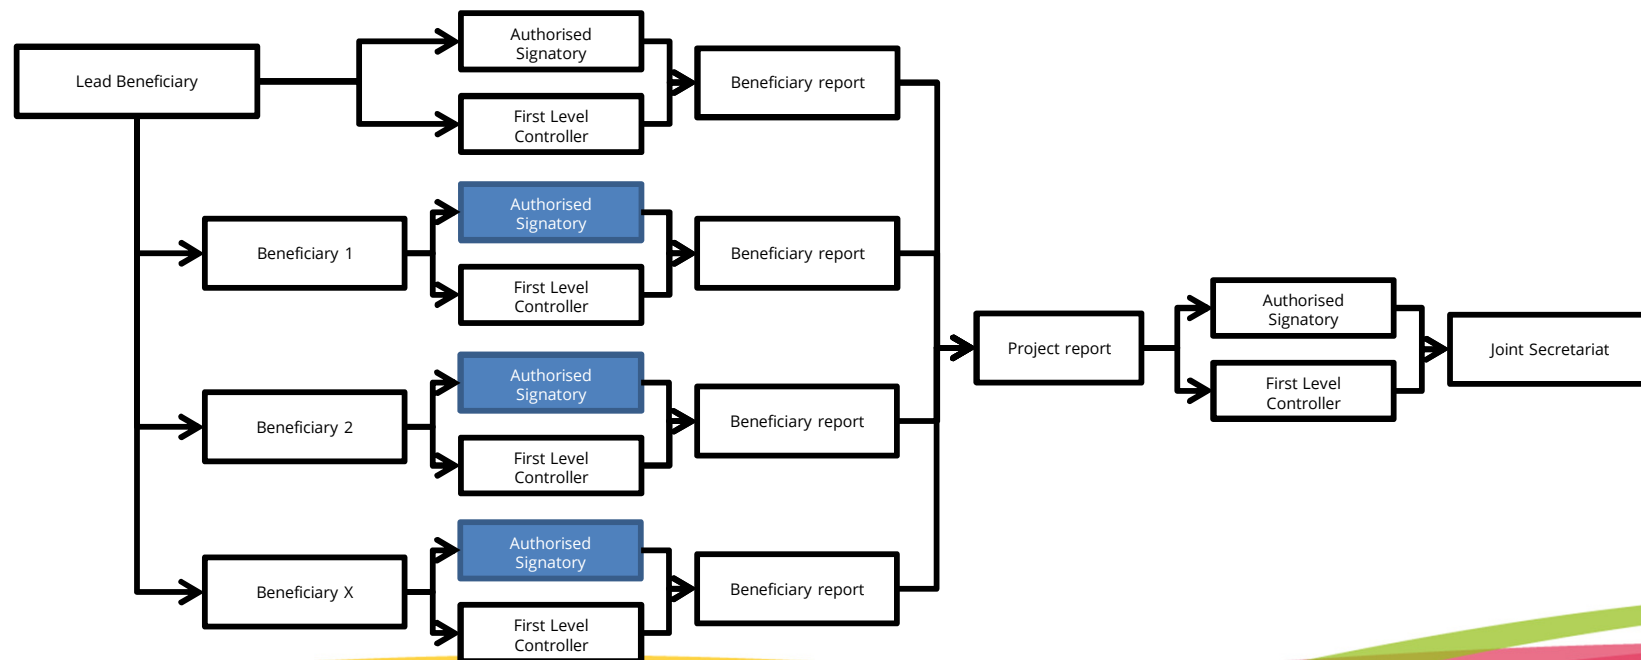 Lead Beneficiary
Authorised
Signatory
First Level
Controller
Beneficiary report
Beneficiary 1
Authorised
Signatory
First Level
Controller
Beneficiary report
Beneficiary 2
Authorised
Signatory
First Level
Controller
Beneficiary report
Beneficiary X
Authorised
Signatory
First Level
Controller
Beneficiary report
Project report
Authorised
Signatory
First Level
Controller
Joint Secretariat